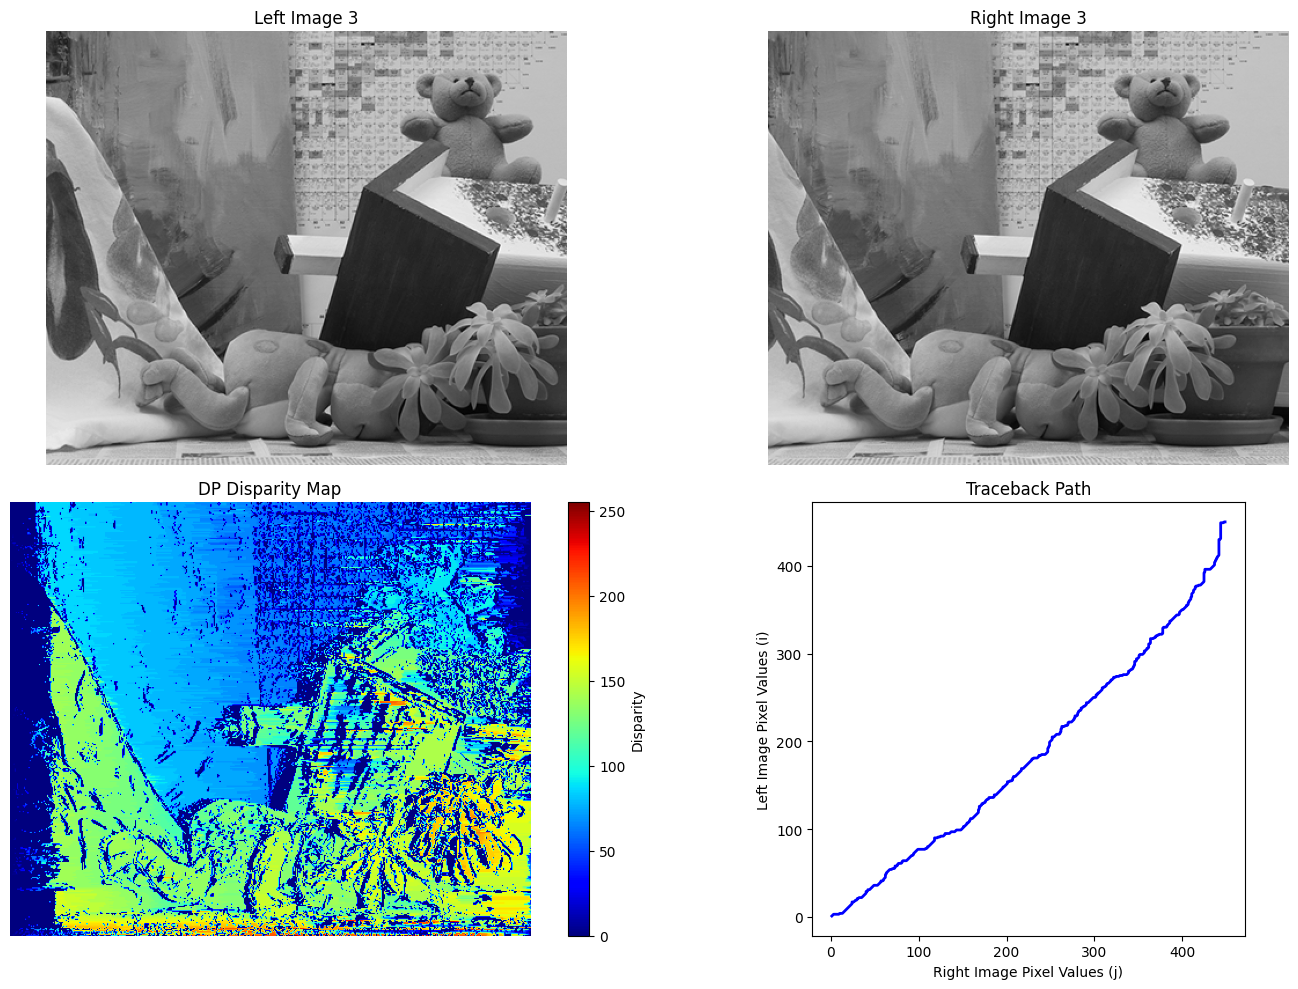 Left Image 3
Right Image 3
DP Disparity Map
250
200
150
100
50
0
Disparity
Traceback Path
Left Image Pixel Values (i)
400
300
200
100
0
0 100 200 300 400
Right Image Pixel Values (j)